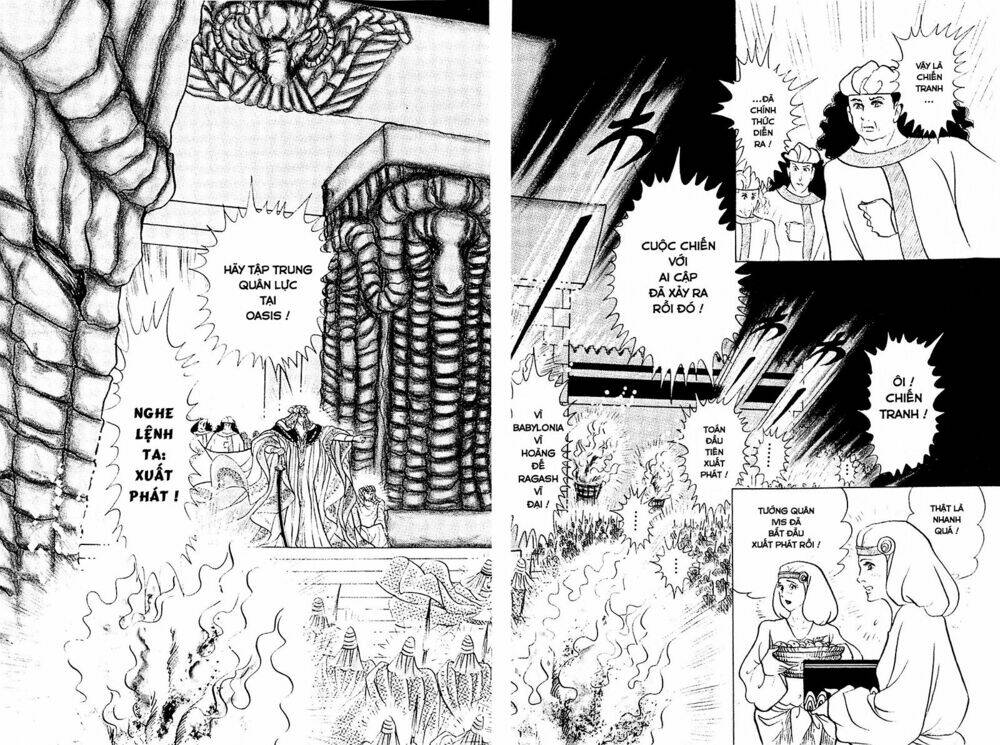 VẬY LÀ
CHIẾN
TRANH
...
...ĐÃ
CHÍNH
THỨC
DIỄN
RA !
CUỘC CHIẾN
VỚI
AI CẬP
ĐÃ XẢY RA
RỒI ĐÓ !
ÔI !
CHIẾN
TRANH !
VÌ
BABYLONIA
VĨ
HOÀNG
ĐẾ
RAGASH
VĨ
ĐẠI !
TOÁN
ĐẦU
TIÊN
XUẤT
PHÁT !
THẬT LÀ
NHANH
QUÁ !
TƯỚNG QUÂN
MIS ĐÃ
BẮT ĐẦU
XUẤT PHÁT RỒI !
HÃY TẬP TRUNG
QUÂN LỰC
TẠI
OASIS !
NGHE
LỆNH
TA:
XUẤT
PHÁT !